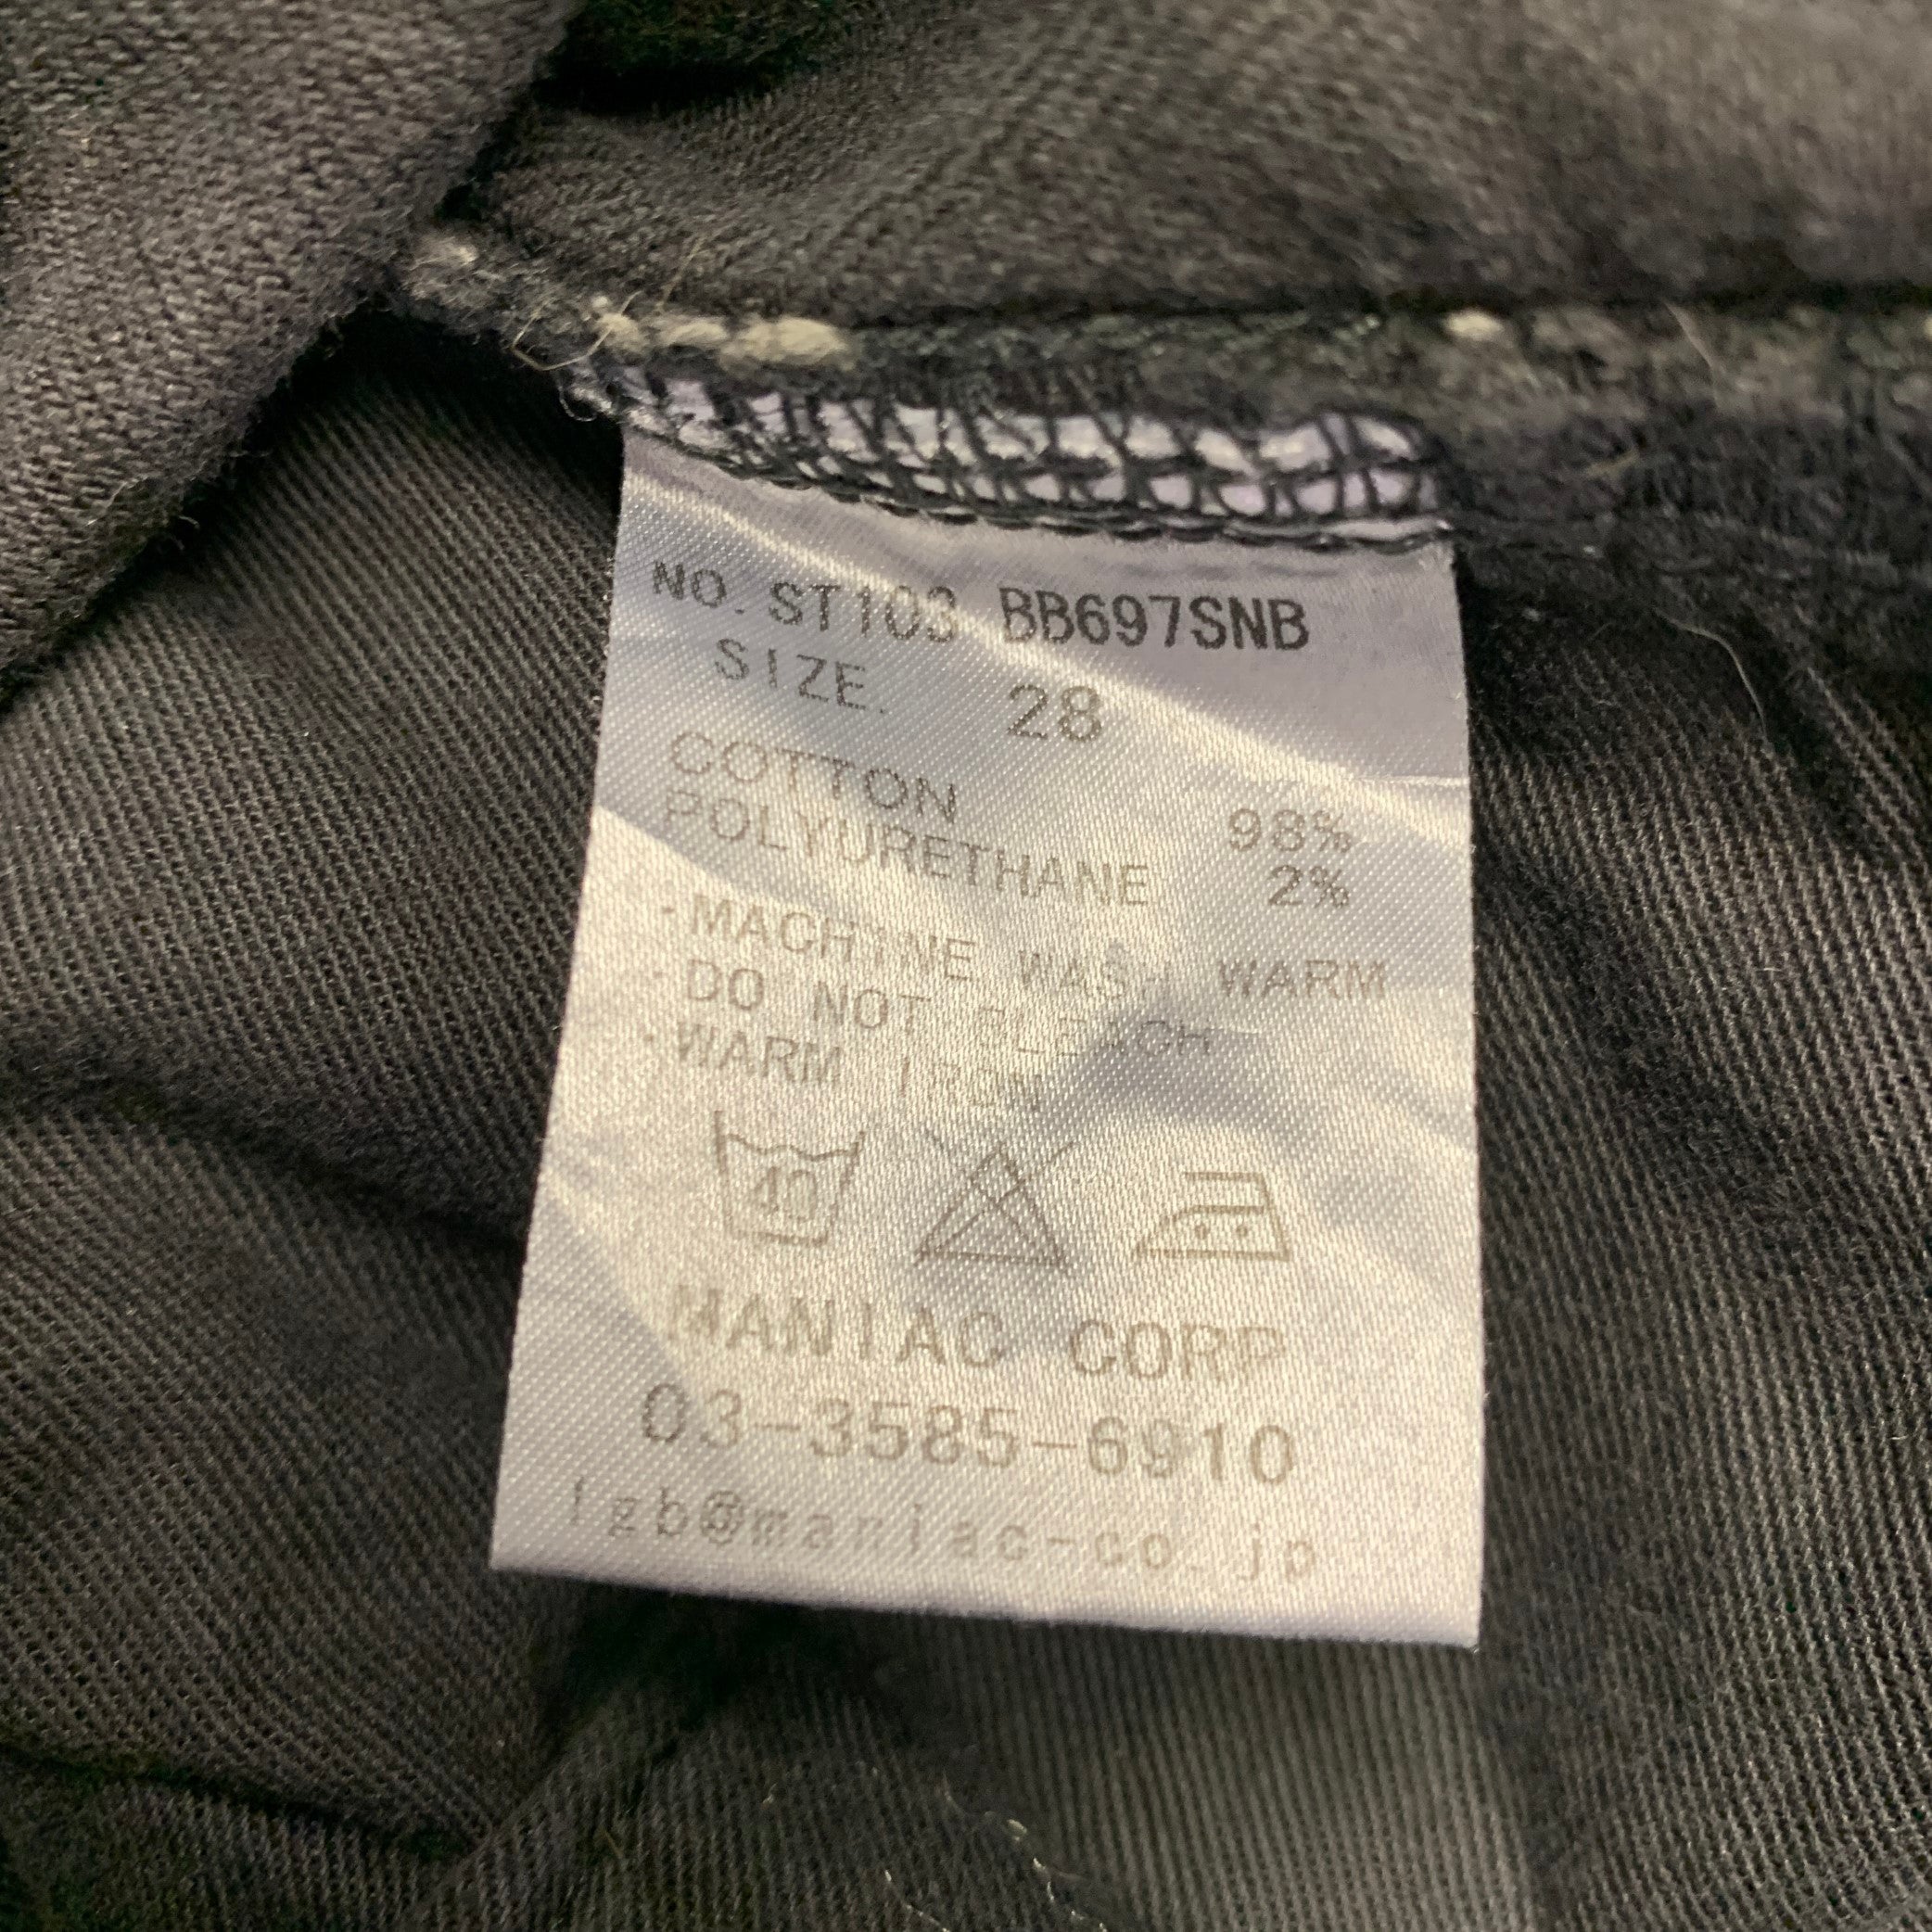 NO. ST103 BB697SNB
SIZE. 28
COTTON 98%
POLYURETHANE 2%
・MACHINE WASH WARM
・DO NOT BLEACH
・WARM IRON
40
MANIAC CORP
03-3585-6910
lgb@maniac-co.jp